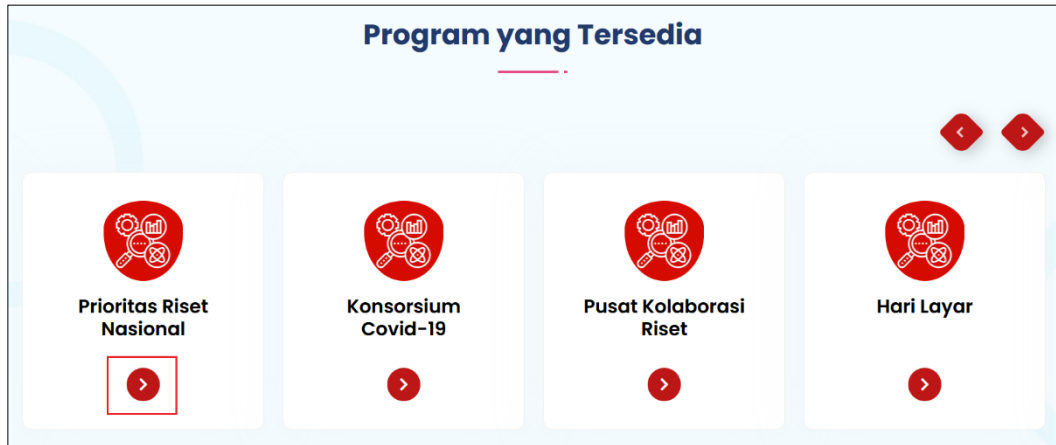 Program yang Tersedia
Prioritas Riset
Nasional
Konsorsium
Covid-19
Pusat Kolaborasi
Riset
Hari Layar